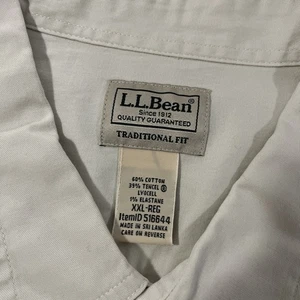 L.L.Bean®
Since 1912
QUALITY GUARANTEED
TRADITIONAL FIT
60% COTTON
39% TENCEL ®
LYOCELL
1% ELASTANE
XXL-REG
ItemID 516644
MADE IN SRI LANKA
CARE ON REVERSE